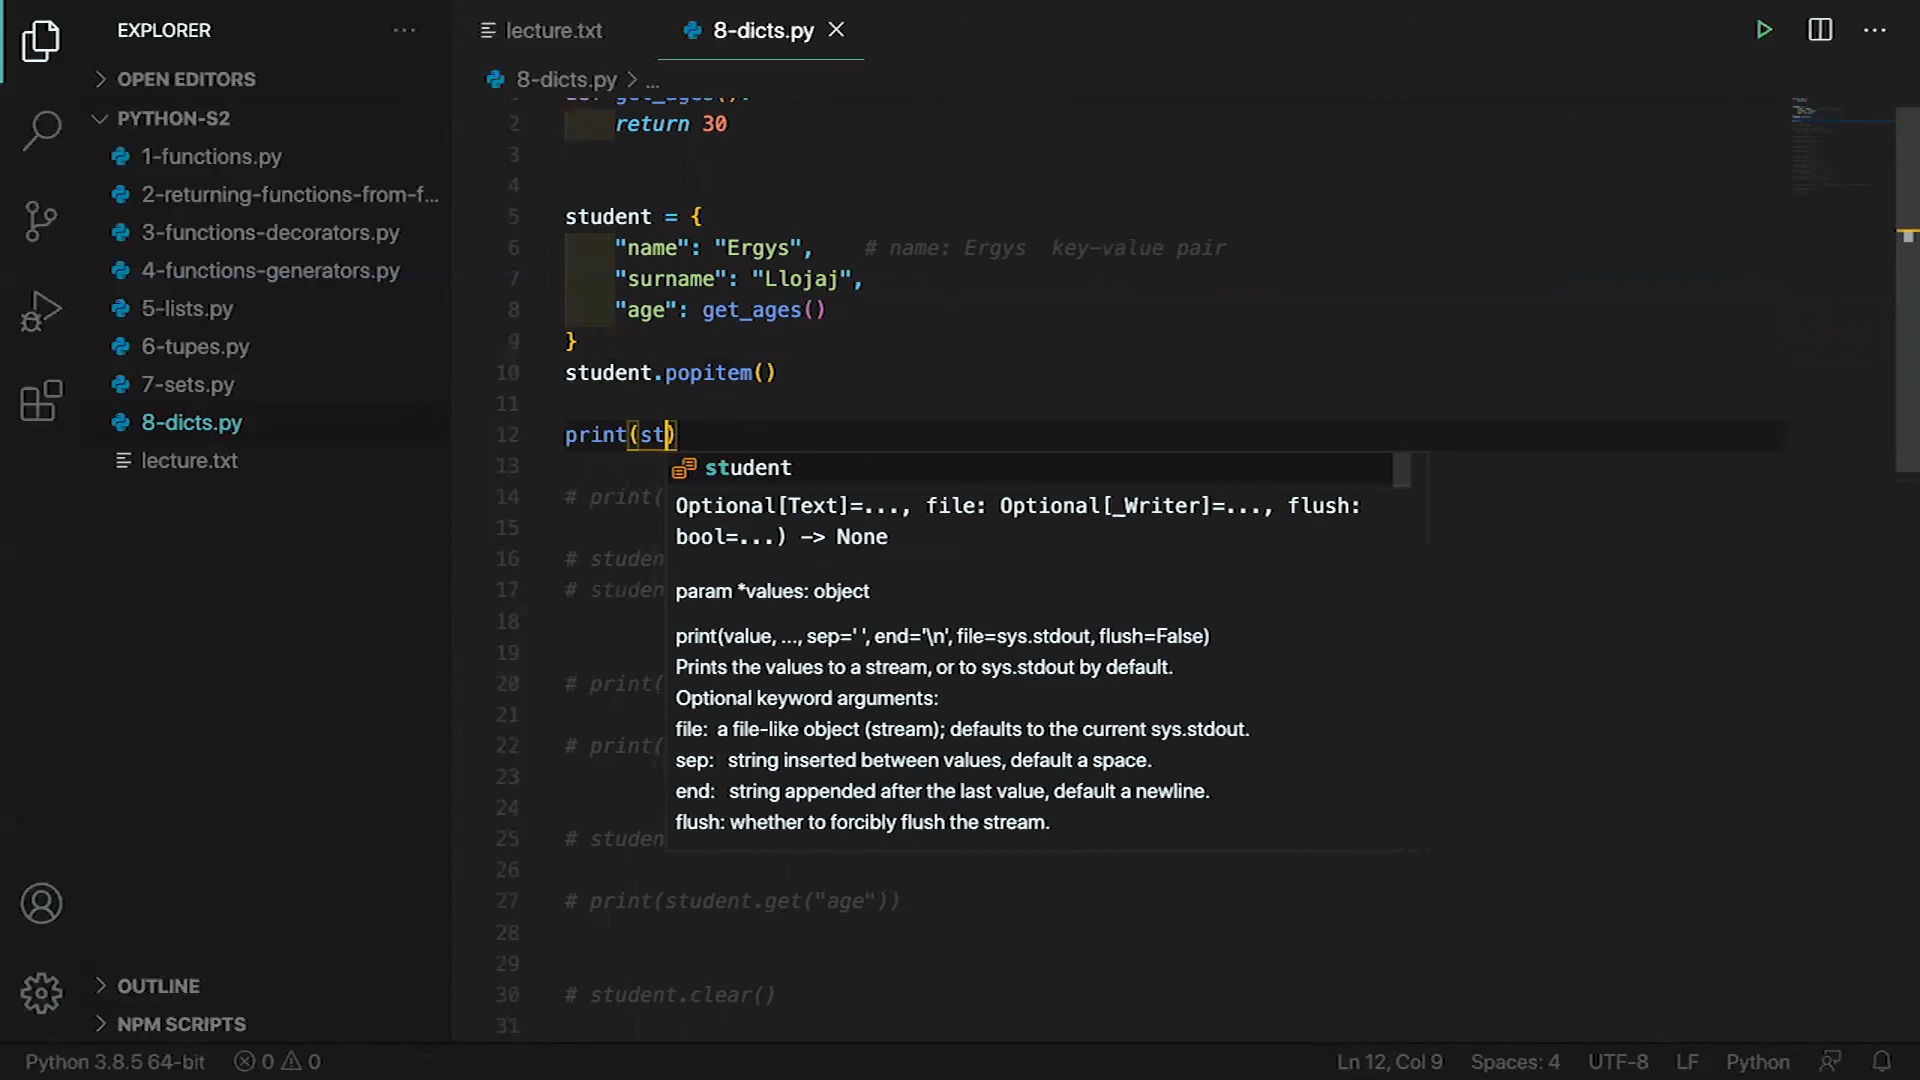 EXPLORER
OPEN EDITORS
PYTHON-S2
1-functions.py
2-returning-functions-from-f...
3-functions-decorators.py
4-functions-generators.py
5-lists.py
6-tupes.py
7-sets.py
8-dicts.py
lecture.txt
OUTLINE
NPM SCRIPTS
lecture.txt
8-dicts.py
8-dicts.py > ...
get_ages():
2 return 30
3
4
5 student = {
6 "name": "Ergys", # name: Ergys key-value pair
7 "surname": "Llojaj",
8 "age": get_ages()
9 }
10 student.popitem()
11
12 print(st)
13
14 # print(
15
16 # studen
17 # studen
18
19
20 # print(
21
22 # print(
23
24
25 # studen
26
27 # print(student.get("age"))
28
29
30 # student.clear()
31
student
Optional[Text]=..., file: Optional[_Writer]=..., flush:
bool=...) -> None
param *values: object
print(value, ..., sep=' ', end='\n', file=sys.stdout, flush=False)
Prints the values to a stream, or to sys.stdout by default.
Optional keyword arguments:
file: a file-like object (stream); defaults to the current sys.stdout.
sep: string inserted between values, default a space.
end: string appended after the last value, default a newline.
flush: whether to forcibly flush the stream.
Python 3.8.5 64-bit 0 0 Ln 12, Col 9 Spaces: 4 UTF-8 LF Python